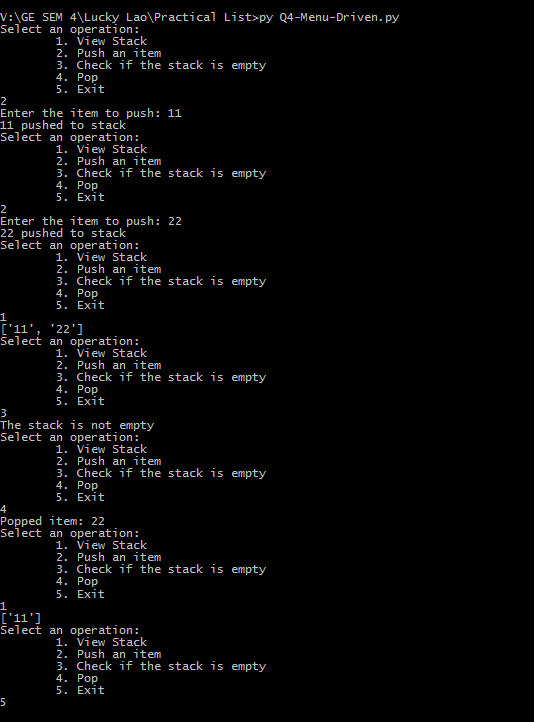 V:\GE SEM 4\Lucky Lao\Practical List>py Q4-Menu-Driven.py
Select an operation:
1. View Stack
2. Push an item
3. Check if the stack is empty
4. Pop
5. Exit
2
Enter the item to push: 11
11 pushed to stack
Select an operation:
1. View Stack
2. Push an item
3. Check if the stack is empty
4. Pop
5. Exit
2
Enter the item to push: 22
22 pushed to stack
Select an operation:
1. View Stack
2. Push an item
3. Check if the stack is empty
4. Pop
5. Exit
1
['11', '22']
Select an operation:
1. View Stack
2. Push an item
3. Check if the stack is empty
4. Pop
5. Exit
3
The stack is not empty
Select an operation:
1. View Stack
2. Push an item
3. Check if the stack is empty
4. Pop
5. Exit
4
Popped item: 22
Select an operation:
1. View Stack
2. Push an item
3. Check if the stack is empty
4. Pop
5. Exit
1
['11']
Select an operation:
1. View Stack
2. Push an item
3. Check if the stack is empty
4. Pop
5. Exit
5